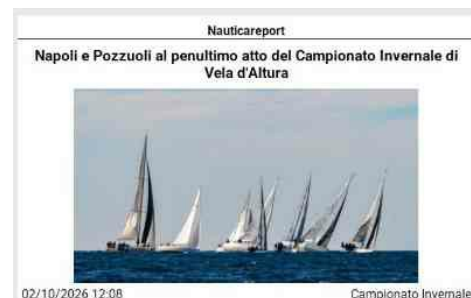 Nauticareport
Napoli e Pozzuoli al penultimo atto del Campionato Invernale di
Vela d'Altura
02/10/2026 12:08
Campionato Invernale